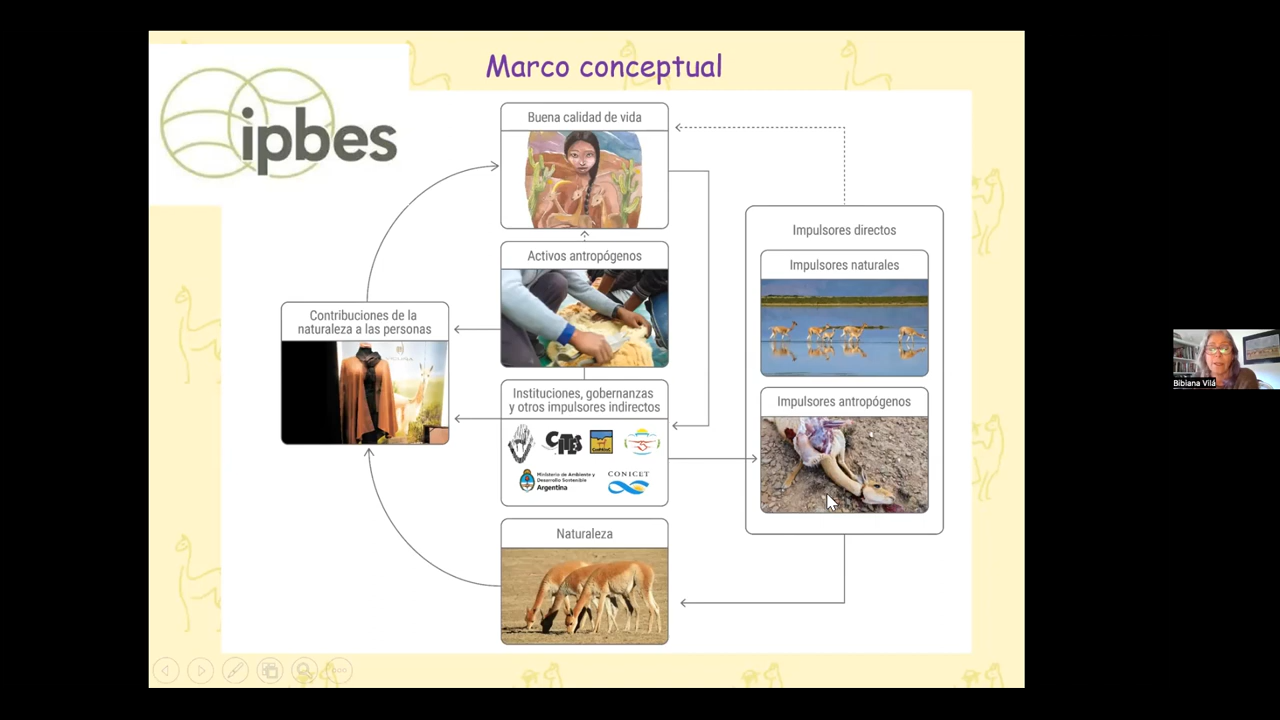 Marco conceptual
ipbes
Buena calidad de vida
Activos antropógenos
Contribuciones de la
naturaleza a las personas
Instituciones, gobernanzas
y otros impulsores indirectos
CITES
Ministerio de Ambiente y
Desarrollo Sostenible
Argentina
CONICET
Naturaleza
Impulsores directos
Impulsores naturales
Impulsores antropógenos
Bibiana Vilá